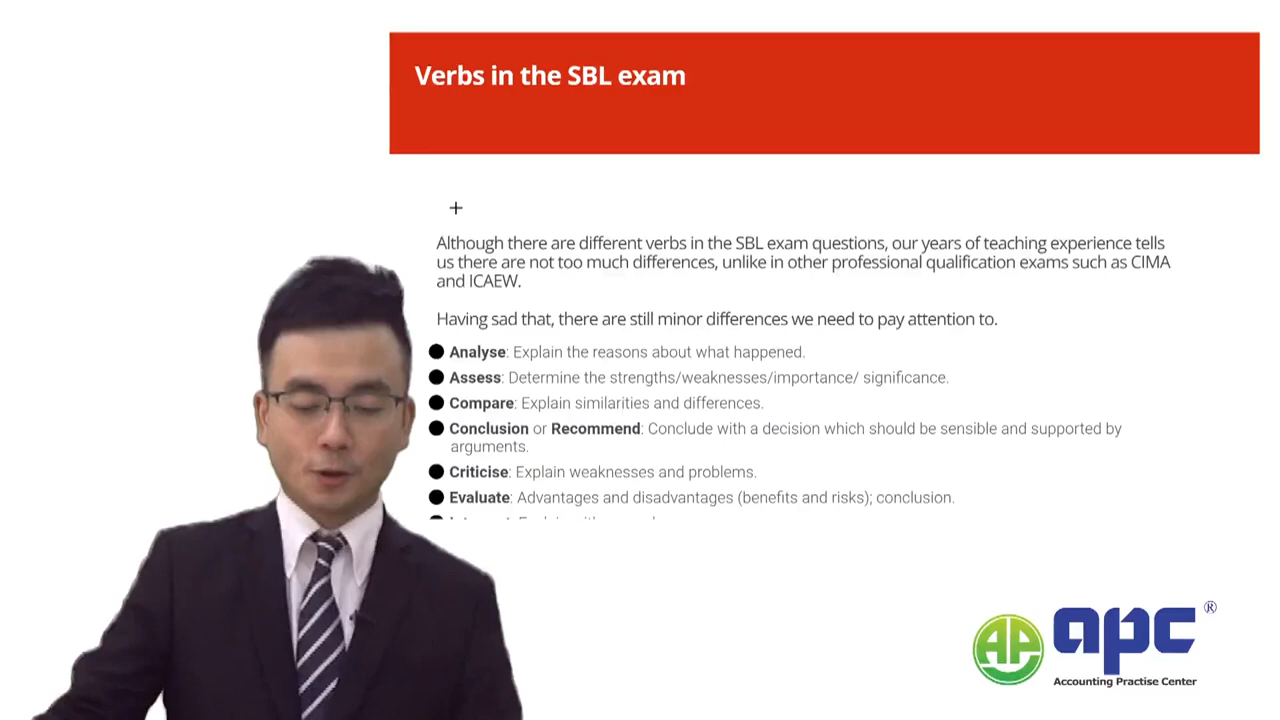 Verbs in the SBL exam
+
Although there are different verbs in the SBL exam questions, our years of teaching experience tells
us there are not too much differences, unlike in other professional qualification exams such as CIMA
and ICAEW.
Having sad that, there are still minor differences we need to pay attention to.
Analyse: Explain the reasons about what happened.
Assess: Determine the strengths/weaknesses/importance/ significance.
Compare: Explain similarities and differences.
Conclusion or Recommend: Conclude with a decision which should be sensible and supported by
arguments.
Criticise: Explain weaknesses and problems.
Evaluate: Advantages and disadvantages (benefits and risks); conclusion.
AP apc ®
Accounting Practise Center